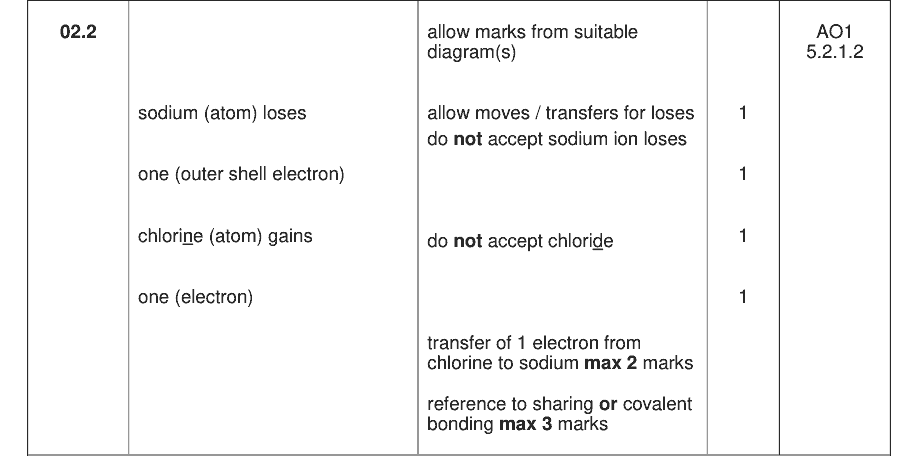 02.2
allow marks from suitable
diagram(s)
AO1
5.2.1.2
sodium (atom) loses
allow moves / transfers for loses
do not accept sodium ion loses
1
one (outer shell electron)
1
chlorine (atom) gains
do not accept chloride
1
one (electron)
1
transfer of 1 electron from
chlorine to sodium max 2 marks
reference to sharing or covalent
bonding max 3 marks